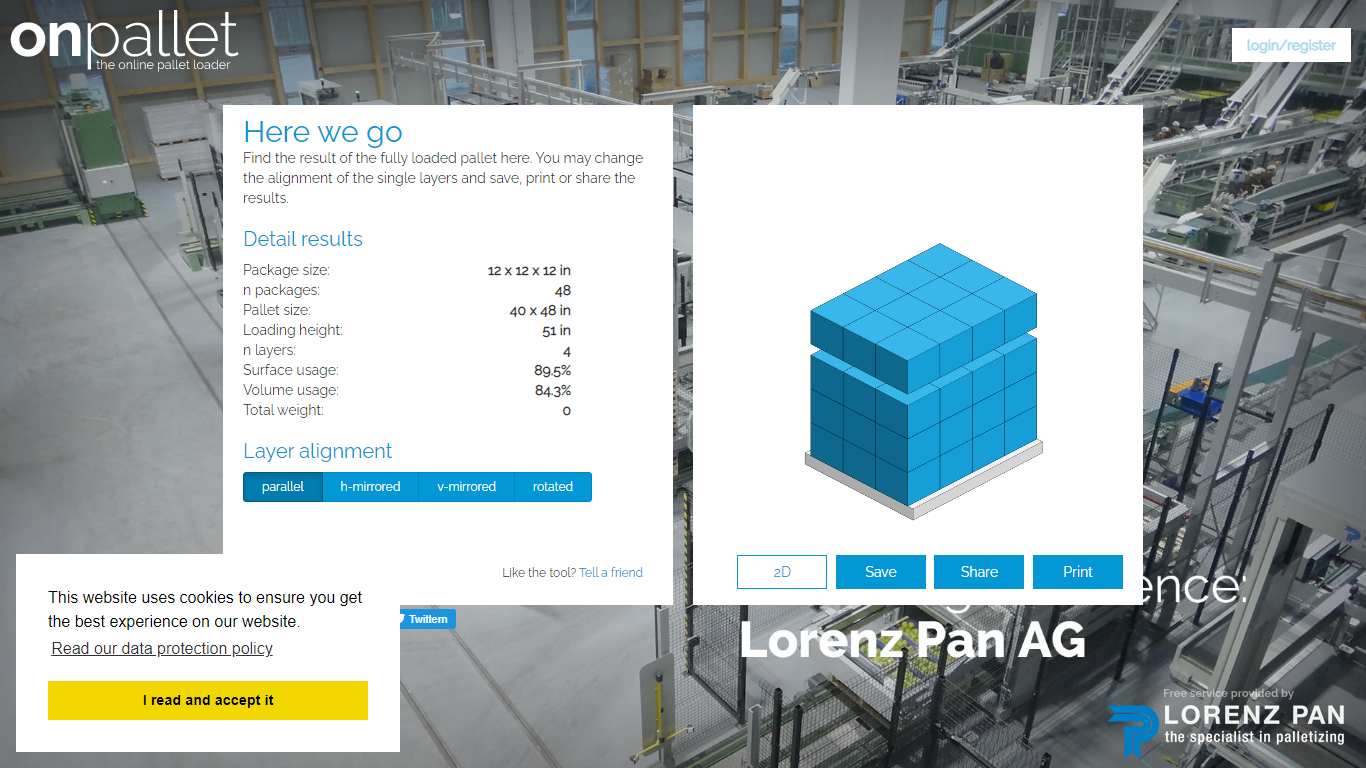 onpallet
the online pallet loader
login/register
Here we go
Find the result of the fully loaded pallet here. You may change
the alignment of the single layers and save, print or share the
results.
Detail results
Package size: 12 x 12 x 12 in
n packages: 48
Pallet size: 40 x 48 in
Loading height: 51 in
n layers: 4
Surface usage: 89.5%
Volume usage: 84.3%
Total weight: 0
Layer alignment
parallel h-mirrored v-mirrored rotated
Like the tool? Tell a friend
2D Save Share Print
This website uses cookies to ensure you get
the best experience on our website.
Read our data protection policy
I read and accept it
Twittern
Lorenz Pan AG
Free service provided by
LORENZ PAN
the specialist in palletizing